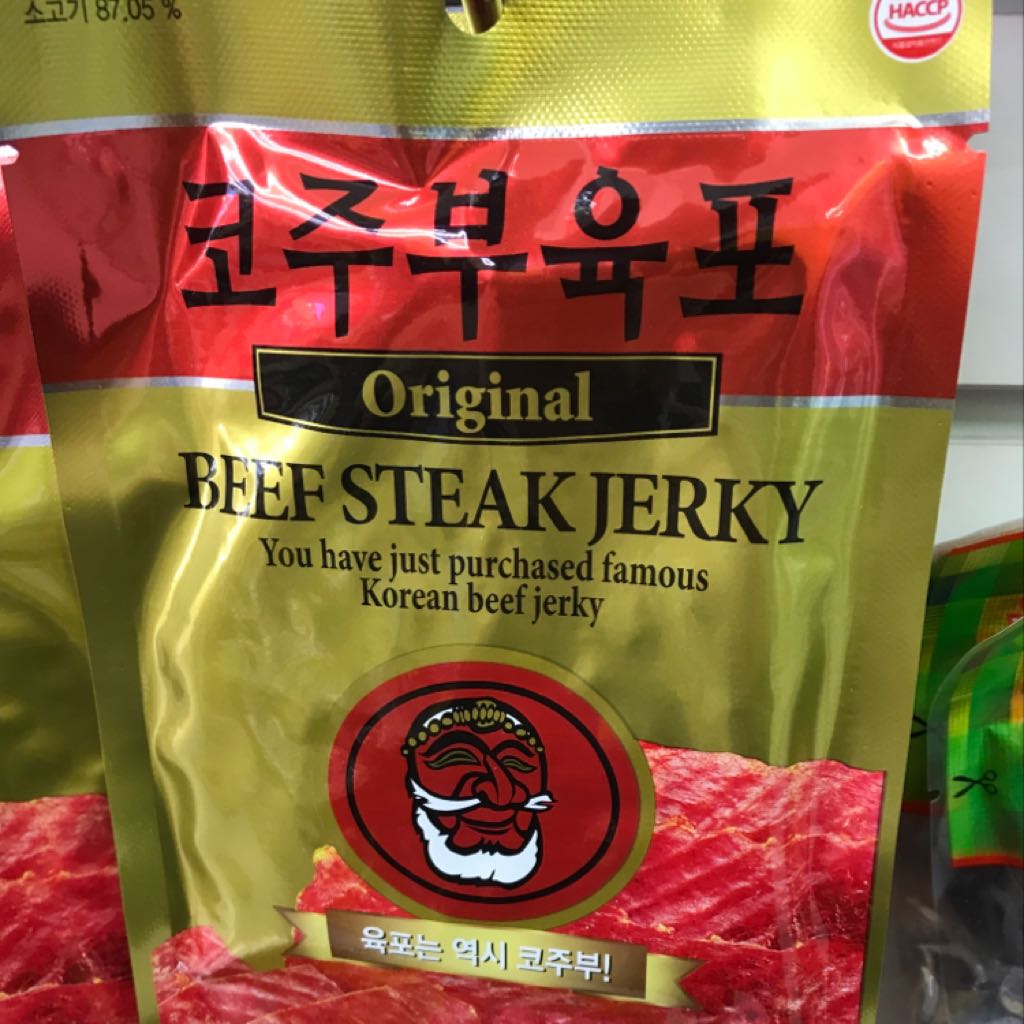 소고기 87.05 %
HACCP
코주부육포
Original
BEEF STEAK JERKY
You have just purchased famous
Korean beef jerky
육포는 역시 코주부!